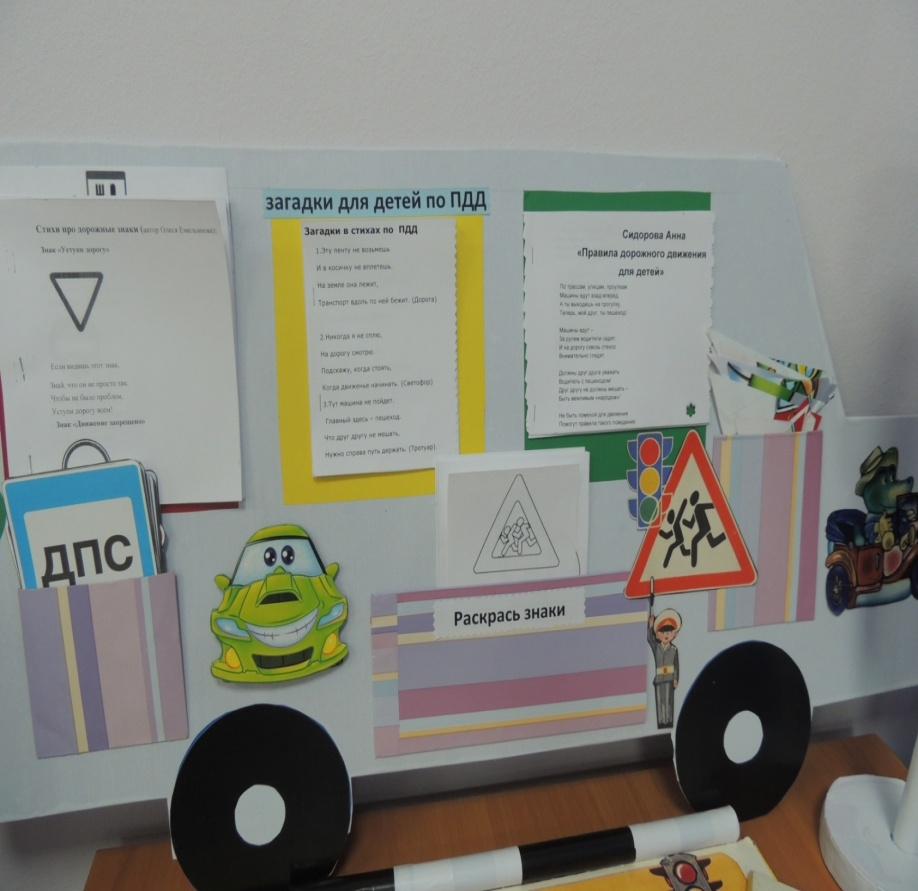 Стихи про дорожные знаки (автор Олеся Емельянова)
Знак «Уступи дорогу»
Если видишь этот знак,
Знай, что он не просто так.
Чтобы не было проблем,
Уступи дорогу всем!
Знак «Движение запрещено»
ДПС
загадки для детей по ПДД
Загадки в стихах по ПДД
1.Эту ленту не возьмешь
И в косичку не вплетешь.
На земле она лежит,
Транспорт вдоль по ней бежит. (Дорога)
2.Никогда я не сплю,
На дорогу смотрю.
Подскажу, когда стоять,
Когда движенье начинать. (Светофор)
3.Тут машина не пойдет.
Главный здесь – пешеход.
Что друг другу не мешать,
Нужно справа путь держать. (Тротуар).
Раскрась знаки
Сидорова Анна
«Правила дорожного движения
для детей»
По трассам, улицам, проулкам
Машины едут взад-вперед.
А ты выходишь на прогулку,
Теперь, мой друг, ты пешеход!
Машины едут –
За рулем водители сидят.
И на дорогу сквозь стекло
Внимательно глядят.
Должны друг друга уважать
Водитель с пешеходом!
Друг другу не должны мешать –
Быть вежливым «народом»!
Не быть помехой для движения
Помогут правила такого поведения